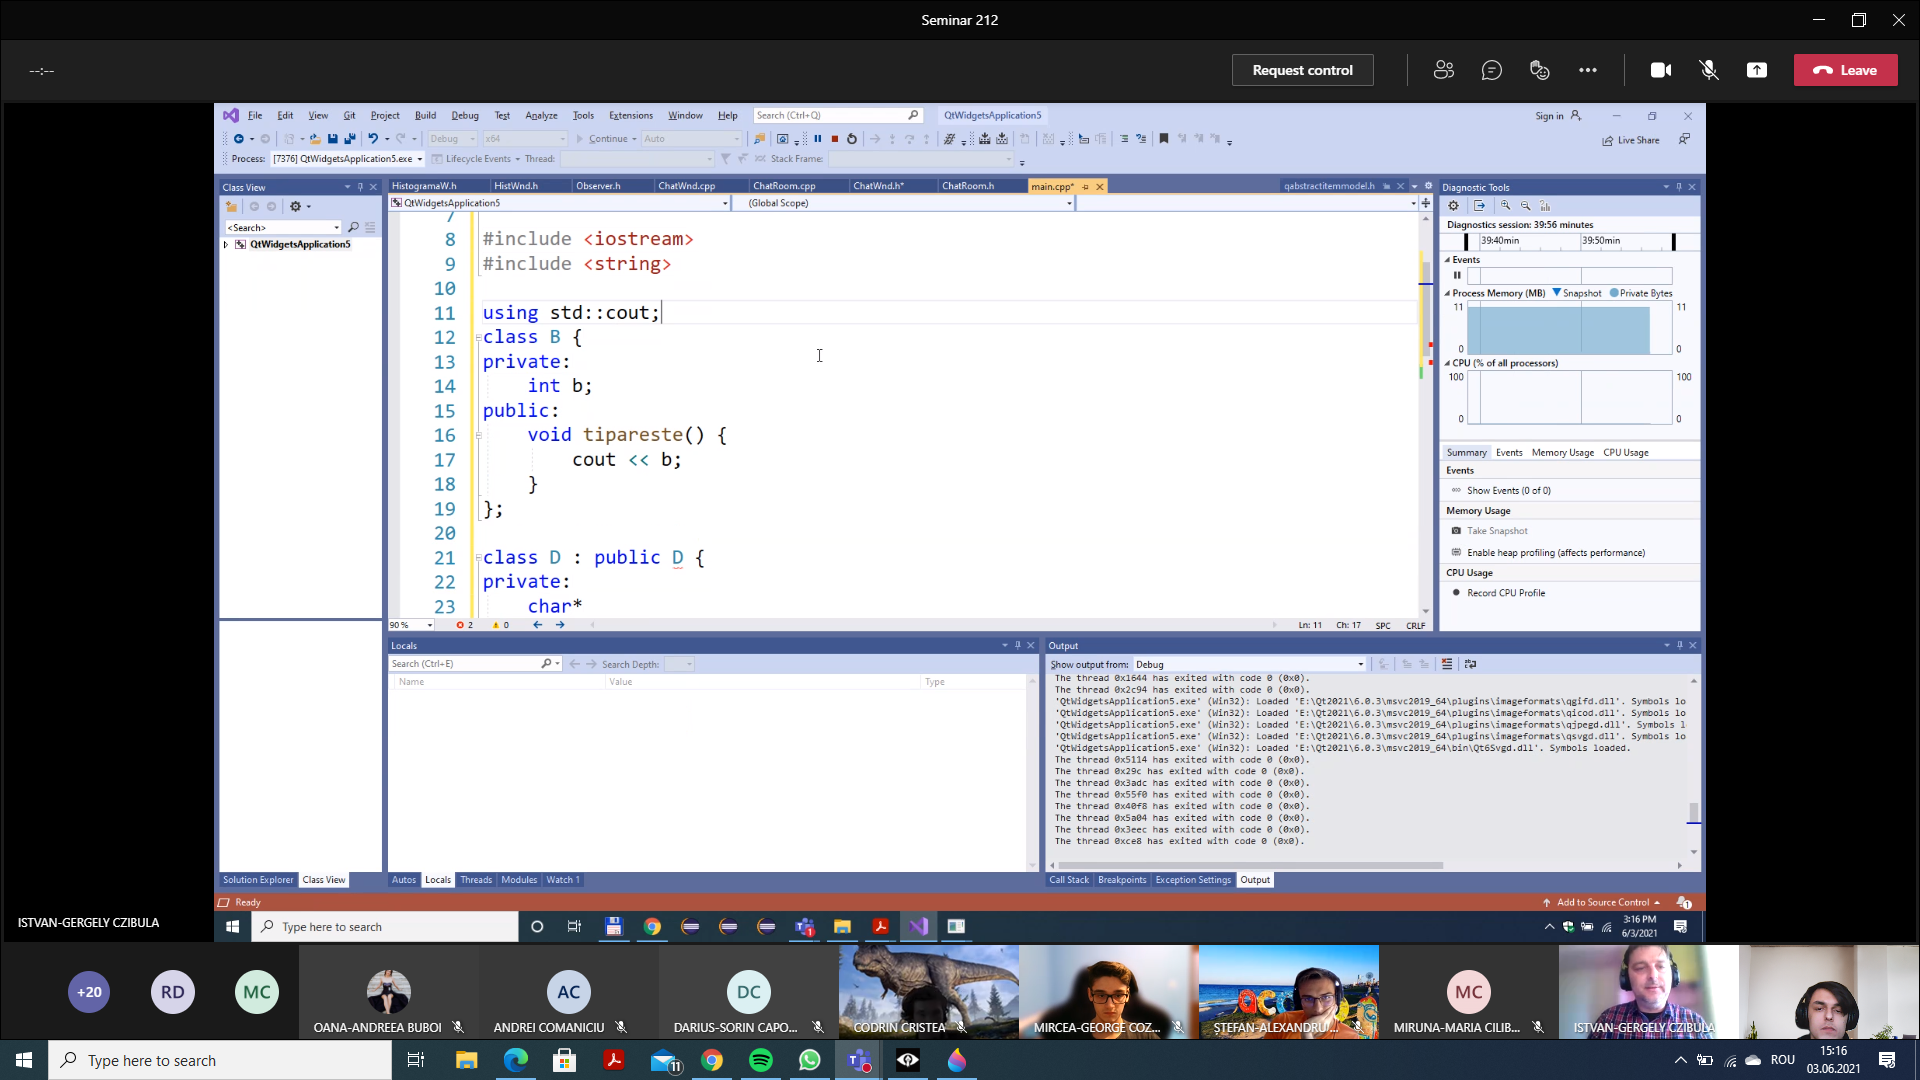 Seminar 212
--:--
Request control
Leave
File Edit View Git Project Build Debug Test Analyze Tools Extensions Window Help Search (Ctrl+Q) QtWidgetsApplication5 Sign in
Debug x64 Continue Auto
Live Share
Process: [7376] QtWidgetsApplication5.exe Lifecycle Events Thread: Stack Frame:
Class View
<Search>
QtWidgetsApplication5
HistogramaW.h HistWnd.h Observer.h ChatWnd.cpp ChatRoom.cpp ChatWnd.h* ChatRoom.h main.cpp* qabstractitemmodel.h
QtWidgetsApplication5 (Global Scope)
7
8 #include <iostream>
9 #include <string>
10
11 using std::cout;
12 class B {
13 private:
14 int b;
15 public:
16 void tipareste() {
17 cout << b;
18 }
19 };
20
21 class D : public D {
22 private:
23 char*
90 % 2 0 Ln: 11 Ch: 17 SPC CRLF
Diagnostic Tools
Diagnostics session: 39:56 minutes
39:40min 39:50min
Events
Process Memory (MB) Snapshot Private Bytes
11 11
0 0
CPU (% of all processors)
100 100
0 0
Summary Events Memory Usage CPU Usage
Events
Show Events (0 of 0)
Memory Usage
Take Snapshot
Enable heap profiling (affects performance)
CPU Usage
Record CPU Profile
Locals
Search (Ctrl+E) Search Depth:
Name Value Type
Autos Locals Threads Modules Watch 1
Output
Show output from: Debug
The thread 0x1644 has exited with code 0 (0x0).
The thread 0x2c94 has exited with code 0 (0x0).
'QtWidgetsApplication5.exe' (Win32): Loaded 'E:\Qt2021\6.0.3\msvc2019_64\plugins\imageformats\qgifd.dll'. Symbols lo
'QtWidgetsApplication5.exe' (Win32): Loaded 'E:\Qt2021\6.0.3\msvc2019_64\plugins\imageformats\qicod.dll'. Symbols lo
'QtWidgetsApplication5.exe' (Win32): Loaded 'E:\Qt2021\6.0.3\msvc2019_64\plugins\imageformats\qjpegd.dll'. Symbols l
'QtWidgetsApplication5.exe' (Win32): Loaded 'E:\Qt2021\6.0.3\msvc2019_64\plugins\imageformats\qsvgd.dll'. Symbols lo
'QtWidgetsApplication5.exe' (Win32): Loaded 'E:\Qt2021\6.0.3\msvc2019_64\bin\Qt6Svgd.dll'. Symbols loaded.
The thread 0x5114 has exited with code 0 (0x0).
The thread 0x29c has exited with code 0 (0x0).
The thread 0x3adc has exited with code 0 (0x0).
The thread 0x55f0 has exited with code 0 (0x0).
The thread 0x40f8 has exited with code 0 (0x0).
The thread 0x5a04 has exited with code 0 (0x0).
The thread 0x3eec has exited with code 0 (0x0).
The thread 0xce8 has exited with code 0 (0x0).
Call Stack Breakpoints Exception Settings Output
Solution Explorer Class View
Ready Add to Source Control 1
Type here to search 3:16 PM
6/3/2021
ISTVAN-GERGELY CZIBULA
+20 RD MC AC DC MC
OANA-ANDREEA BUBOI ANDREI COMANICIU DARIUS-SORIN CAPO... CODRIN CRISTEA MIRCEA-GEORGE COZ... STEFAN-ALEXANDRU... MIRUNA-MARIA CILIB... ISTVAN-GERGELY CZIBULA
Type here to search 11 ROU 15:16
03.06.2021